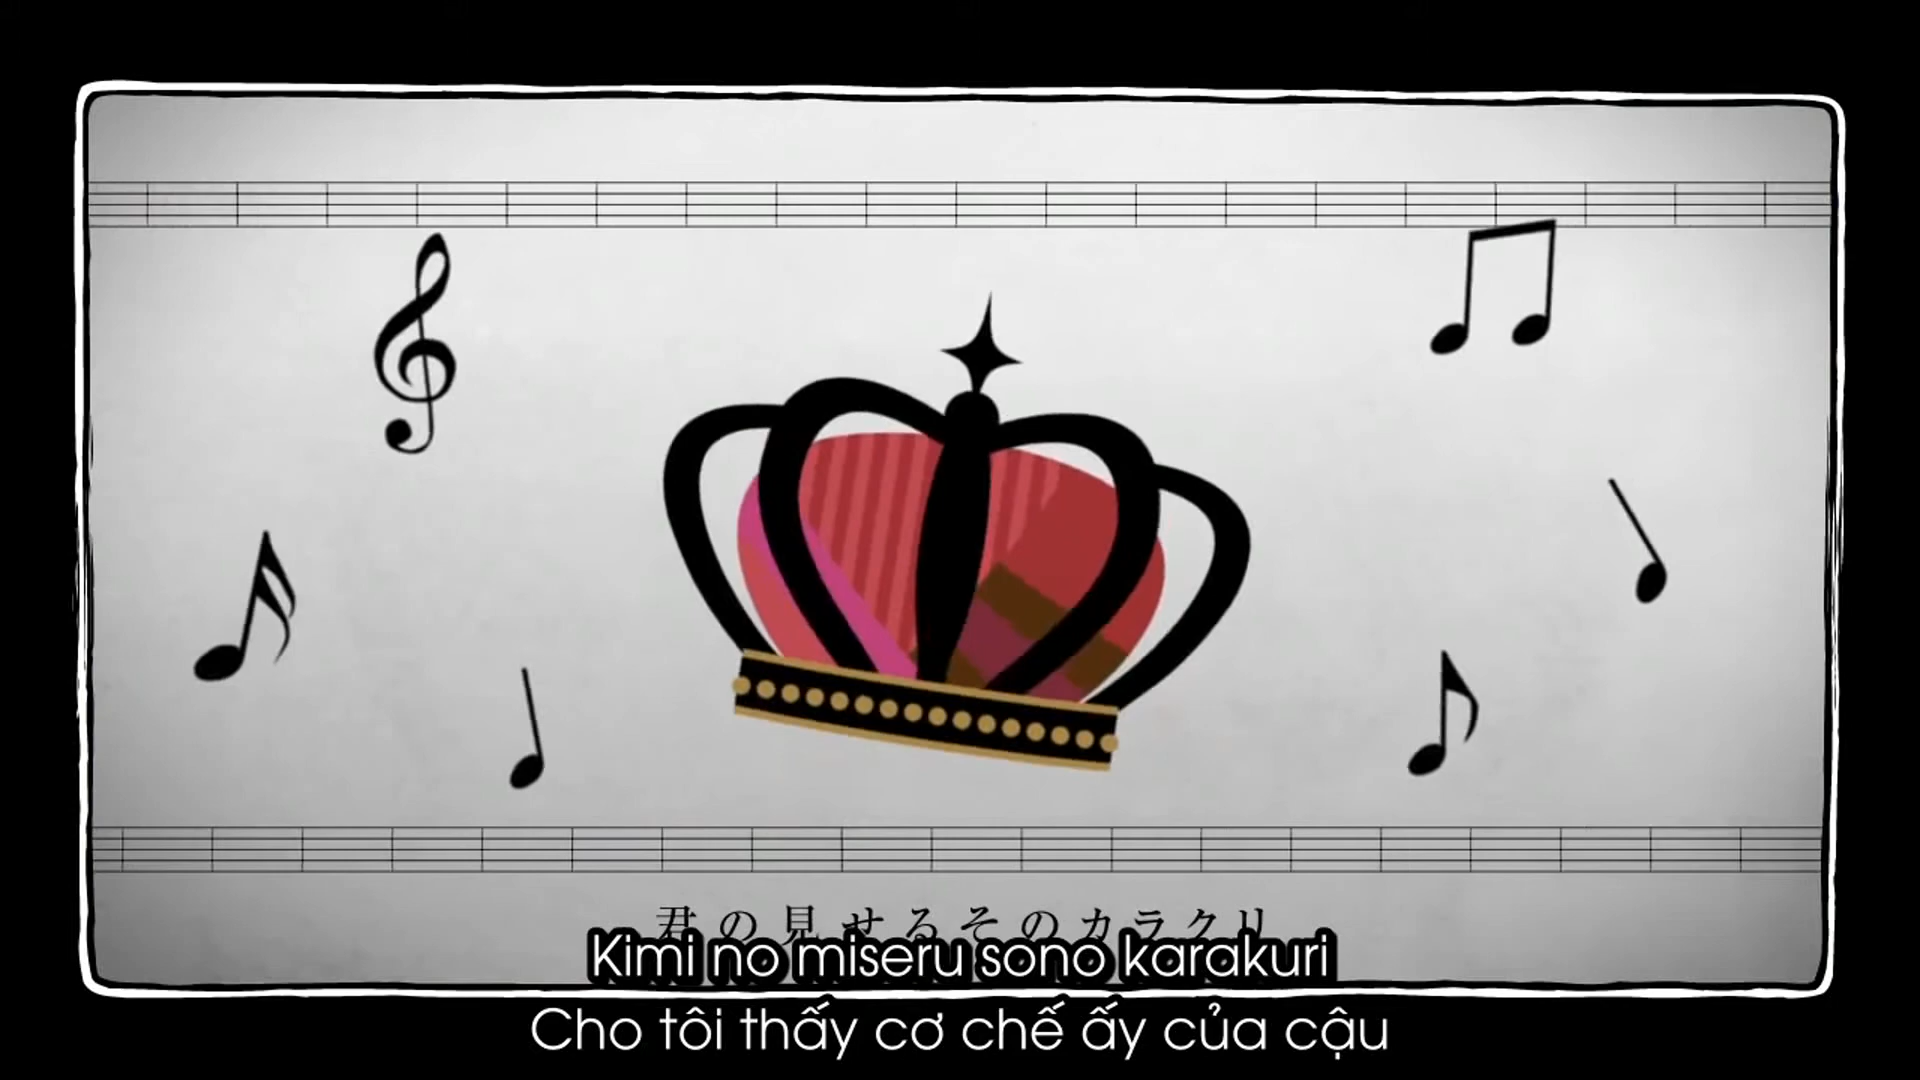 君の見せるそのカラクリ
Kimi no miseru sono karakuri
Cho tôi thấy cơ chế ấy của cậu